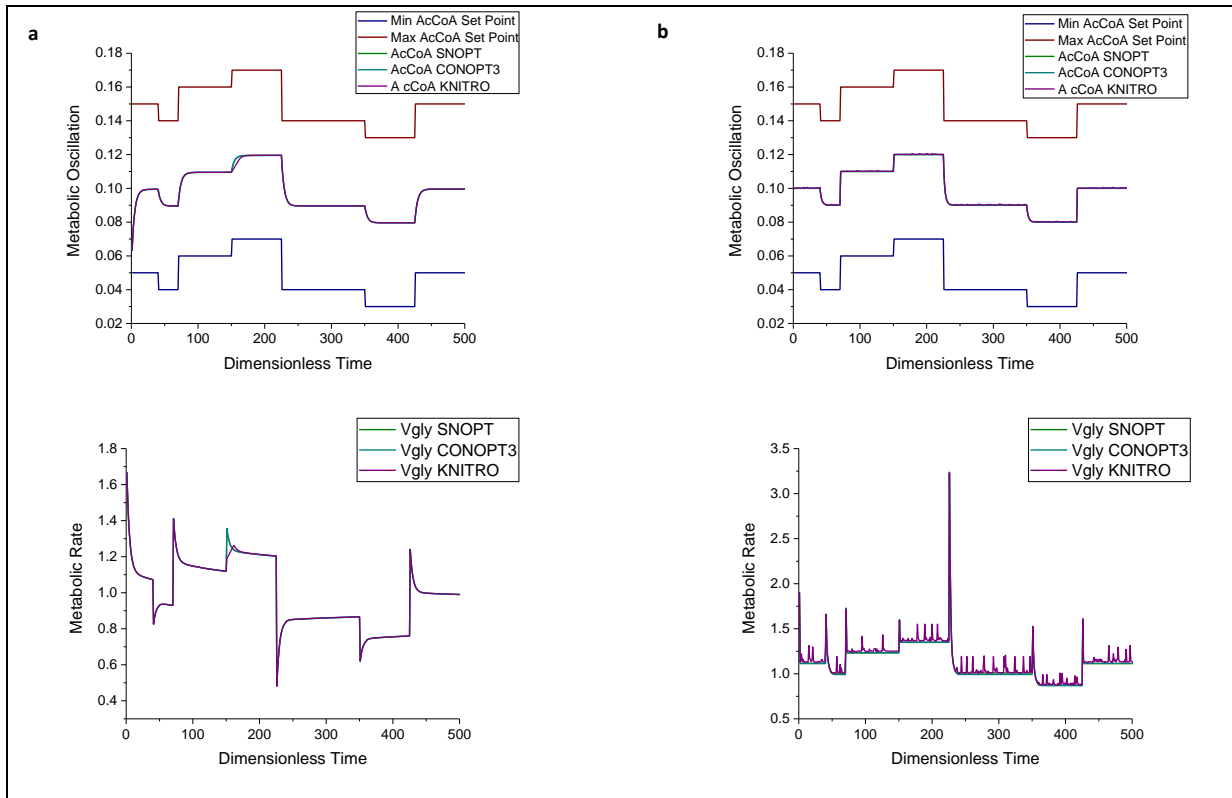 a
Min AcCoA Set Point
Max AcCoA Set Point
AcCoA SNOPT
AcCoA CONOPT3
A cCoA KNITRO
0.18
0.16
0.14
0.12
0.10
0.08
0.06
0.04
0.02
Metabolic Oscillation
0 100 200 300 400 500
Dimensionless Time
b
Min AcCoA Set Point
Max AcCoA Set Point
AcCoA SNOPT
AcCoA CONOPT3
A cCoA KNITRO
0.18
0.16
0.14
0.12
0.10
0.08
0.06
0.04
0.02
Metabolic Oscillation
0 100 200 300 400 500
Dimensionless Time
Vgly SNOPT
Vgly CONOPT3
Vgly KNITRO
1.8
1.6
1.4
1.2
1.0
0.8
0.6
0.4
Metabolic Rate
0 100 200 300 400 500
Dimensionless Time
Vgly SNOPT
Vgly CONOPT3
Vgly KNITRO
3.5
3.0
2.5
2.0
1.5
1.0
0.5
Metabolic Rate
0 100 200 300 400 500
Dimensionless Time